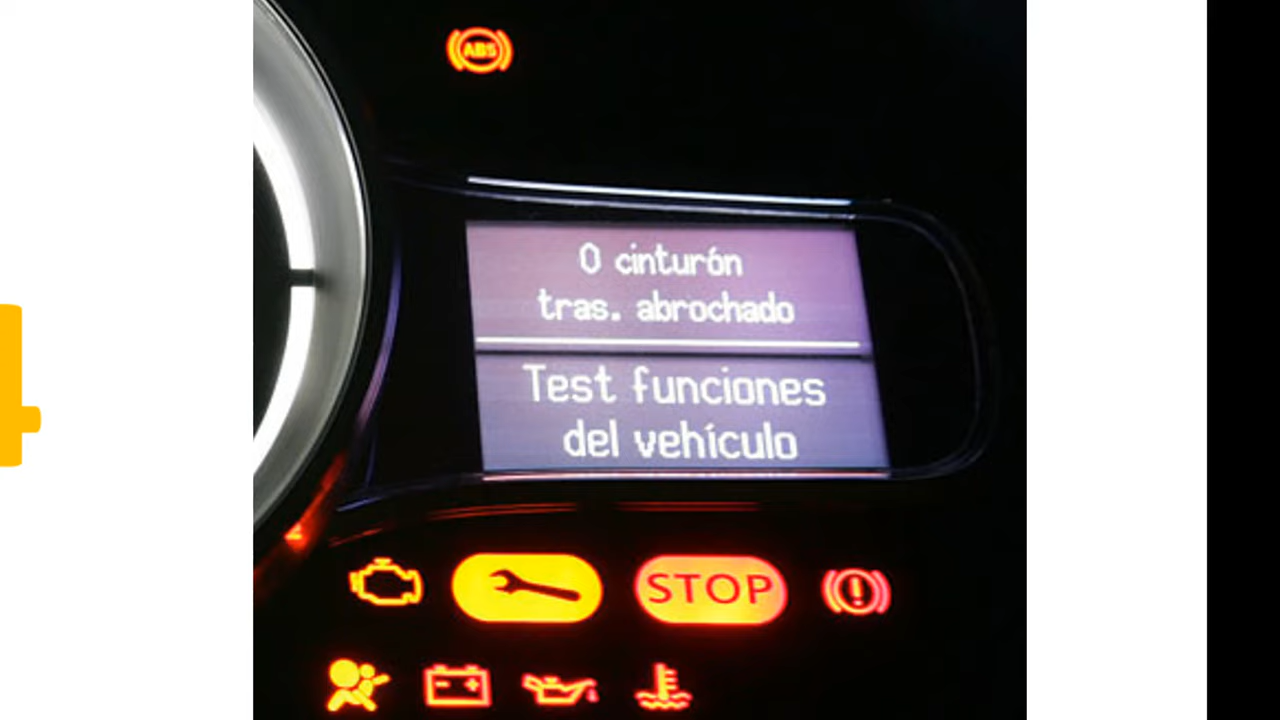 ABS
0 cinturón
tras. abrochado
Test funciones
del vehículo
STOP